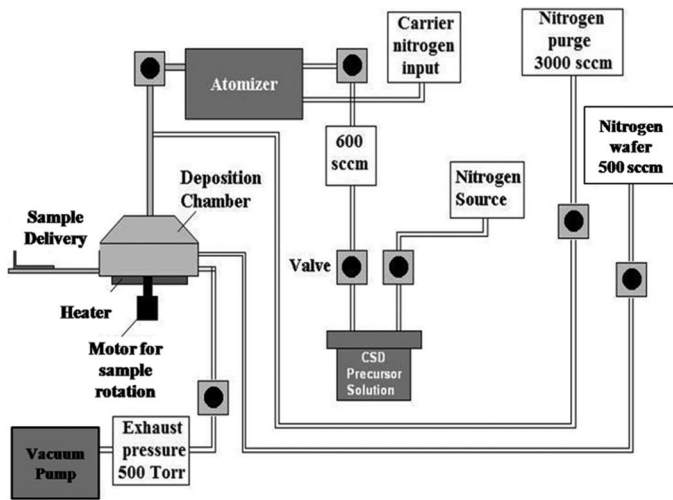 Carrier
nitrogen
input
Nitrogen
purge
3000 sccm
Atomizer
600
sccm
Nitrogen
wafer
500 sccm
Nitrogen
Source
Deposition
Chamber
Sample
Delivery
Valve
Heater
Motor for
sample
rotation
CSD
Precursor
Solution
Exhaust
pressure
500 Torr
Vacuum
Pump